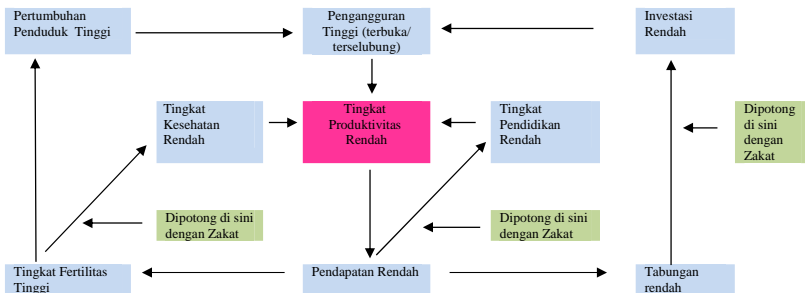 Pertumbuhan
Penduduk Tinggi
Pengangguran
Tinggi (terbuka/
terselubung)
Investasi
Rendah
Tingkat
Kesehatan
Rendah
Tingkat
Produktivitas
Rendah
Tingkat
Pendidikan
Rendah
Dipotong
di sini
dengan
Zakat
Dipotong di sini
dengan Zakat
Dipotong di sini
dengan Zakat
Tingkat Fertilitas
Tinggi
Pendapatan Rendah
Tabungan
rendah